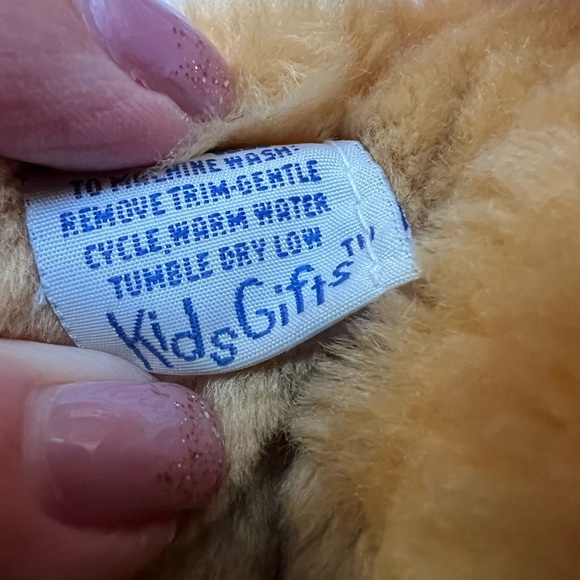 TO MACHINE WASH:
REMOVE TRIM-GENTLE
CYCLE,WARM WATER
TUMBLE DRY LOW
KidsGifts™